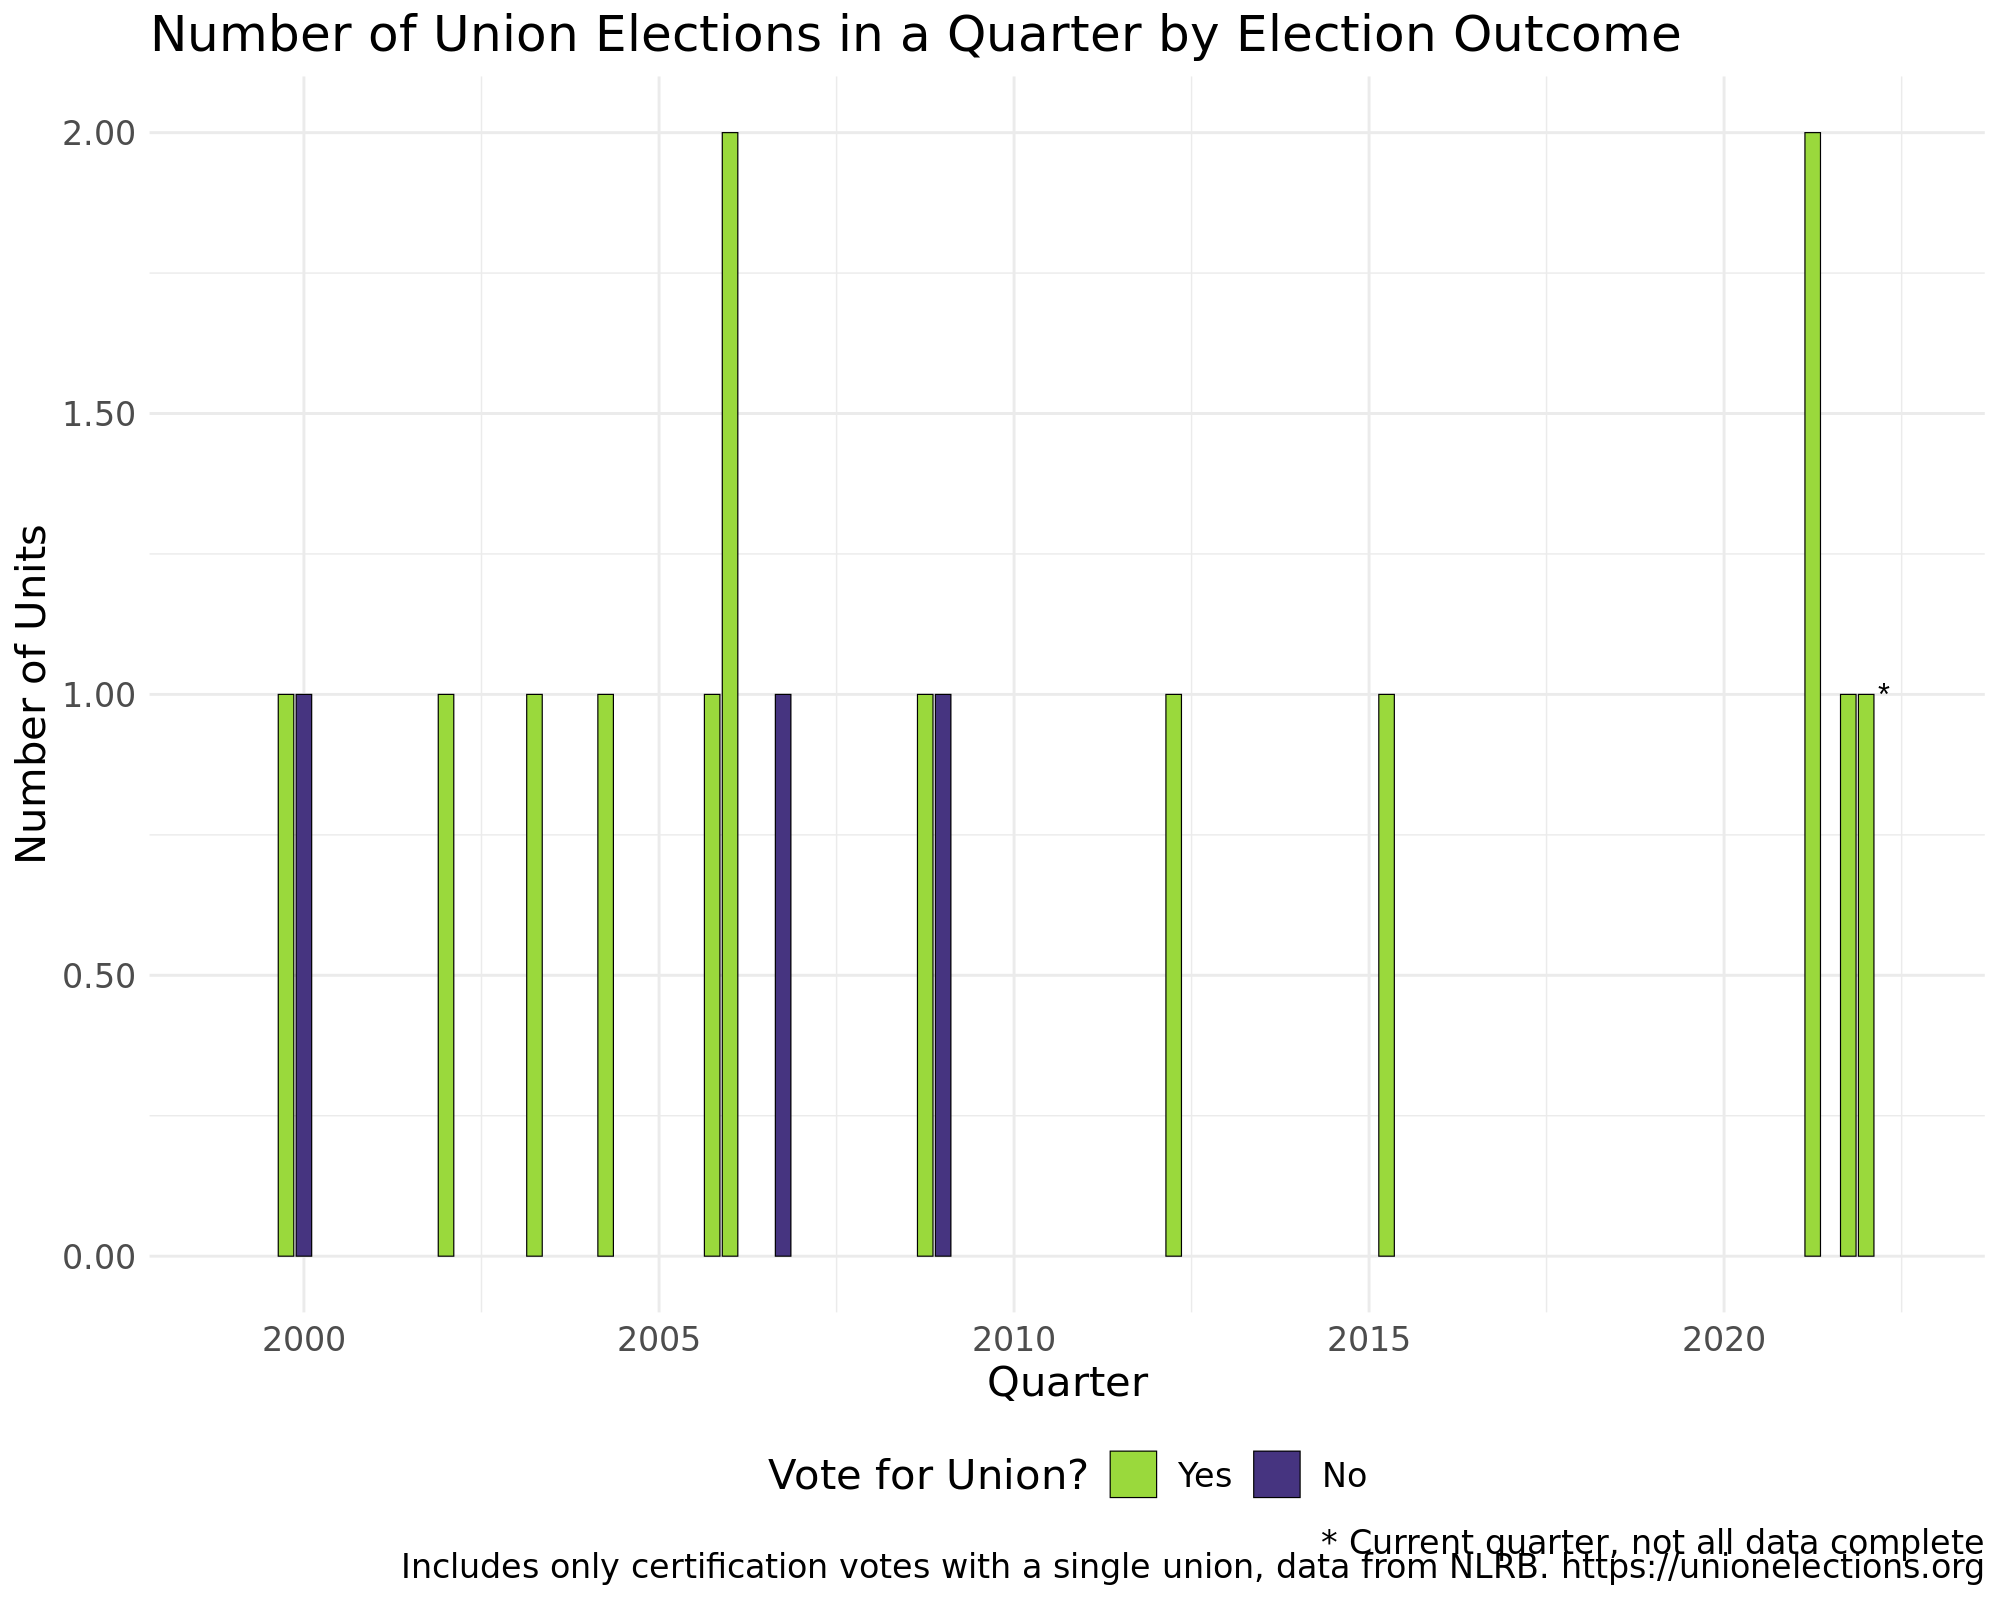 Number of Union Elections in a Quarter by Election Outcome
2.00
1.50
1.00
0.50
0.00
Number of Units
*
2000 2005 2010 2015 2020
Quarter
Vote for Union? Yes No
* Current quarter, not all data complete
Includes only certification votes with a single union, data from NLRB. https://unionelections.org